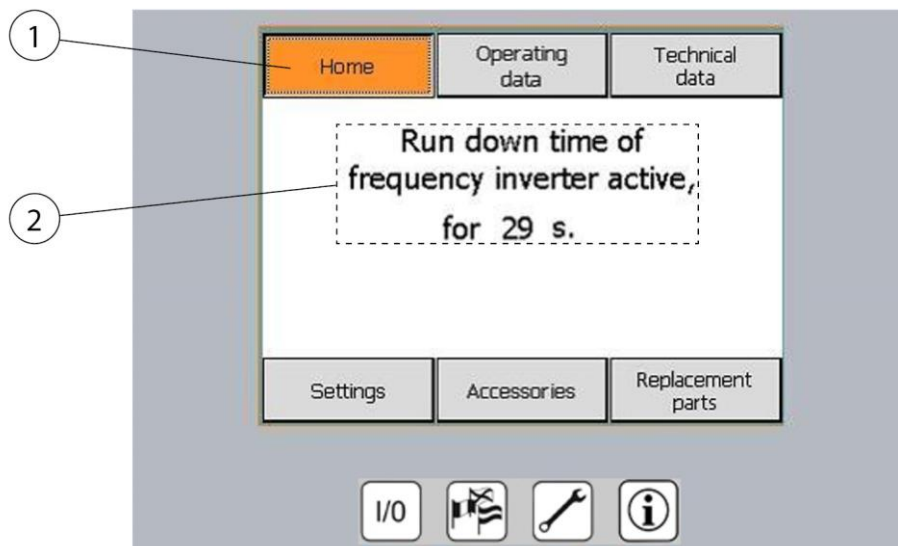 1
Home
Operating
data
Technical
data
Run down time of
frequency inverter active,
for 29 s.
2
Settings
Accessories
Replacement
parts
I/0
i